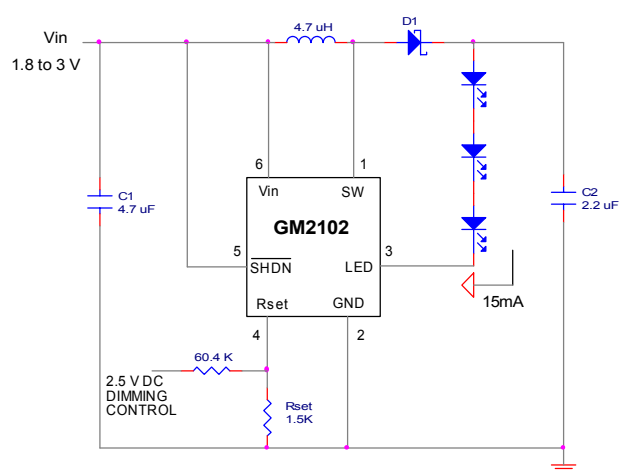 4.7 uH
D1
Vin
1.8 to 3 V
6
1
Vin
SW
C1
4.7 uF
GM2102
C2
2.2 uF
5
3
SHDN
LED
15mA
Rset
GND
4
2
60.4 K
2.5 V DC
DIMMING
CONTROL
Rset
1.5K